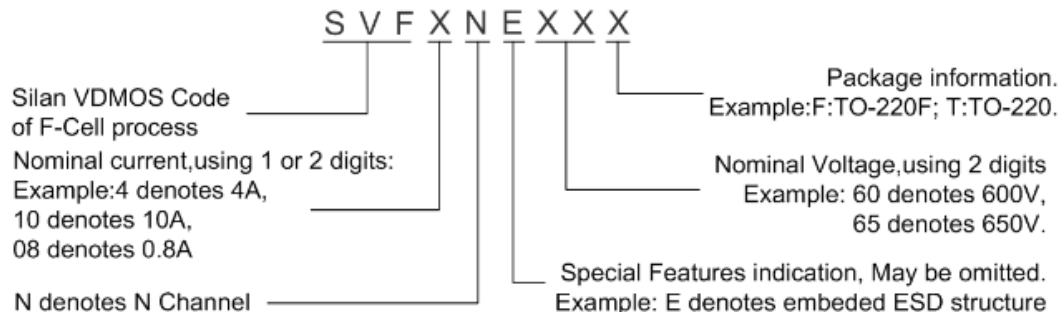 S V F X N E X X X
Silan VDMOS Code
of F-Cell process
Nominal current,using 1 or 2 digits:
Example:4 denotes 4A,
10 denotes 10A,
08 denotes 0.8A
N denotes N Channel
Package information.
Example:F:TO-220F; T:TO-220.
Nominal Voltage,using 2 digits
Example: 60 denotes 600V,
65 denotes 650V.
Special Features indication, May be omitted.
Example: E denotes embeded ESD structure